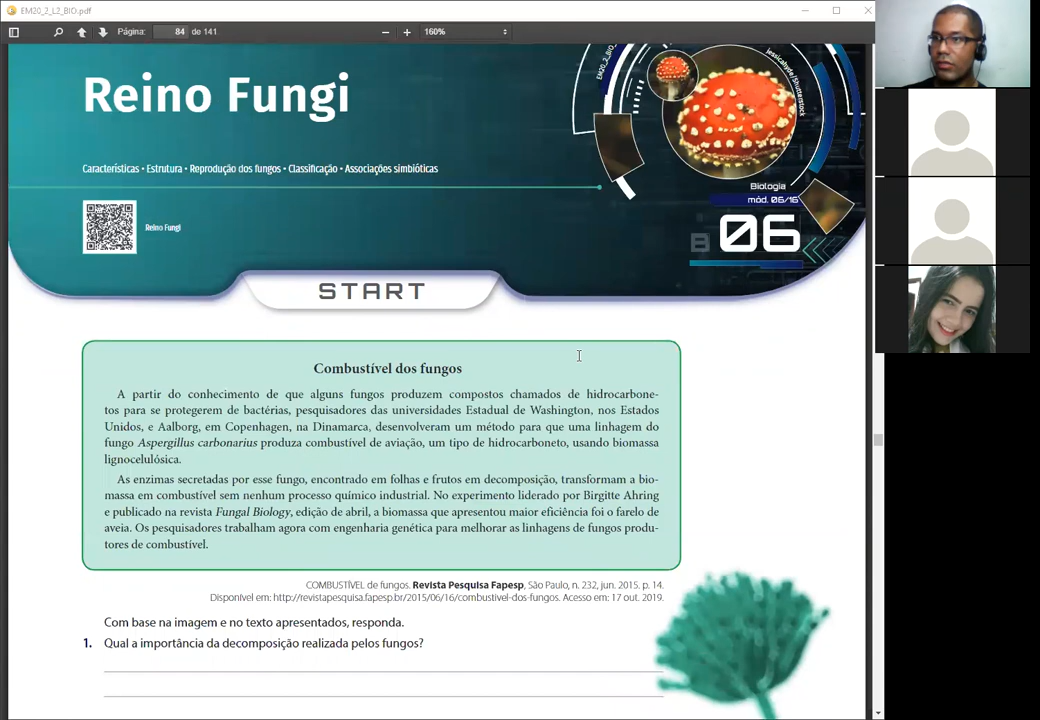 EM20_2_L2_BIO.pdf
Página: 84 de 141
160%
Reino Fungi
EM20_2_BIO_
Jessicahyde/Shutterstock
Características • Estrutura • Reprodução dos fungos • Classificação • Associações simbióticas
Biologia
mód. 06/16
Reino Fungi
B 06
START
Combustível dos fungos
A partir do conhecimento de que alguns fungos produzem compostos chamados de hidrocarbone-
tos para se protegerem de bactérias, pesquisadores das universidades Estadual de Washington, nos Estados
Unidos, e Aalborg, em Copenhagen, na Dinamarca, desenvolveram um método para que uma linhagem do
fungo Aspergillus carbonarius produza combustível de aviação, um tipo de hidrocarboneto, usando biomassa
lignocelulósica.
As enzimas secretadas por esse fungo, encontrado em folhas e frutos em decomposição, transformam a bio-
massa em combustível sem nenhum processo químico industrial. No experimento liderado por Birgitte Ahring
e publicado na revista Fungal Biology, edição de abril, a biomassa que apresentou maior eficiência foi o farelo de
aveia. Os pesquisadores trabalham agora com engenharia genética para melhorar as linhagens de fungos produ-
tores de combustível.
COMBUSTÍVEL de fungos. Revista Pesquisa Fapesp, São Paulo, n. 232, jun. 2015. p. 14.
Disponível em: http://revistapesquisa.fapesp.br/2015/06/16/combustivel-dos-fungos. Acesso em: 17 out. 2019.
Com base na imagem e no texto apresentados, responda.
1. Qual a importância da decomposição realizada pelos fungos?